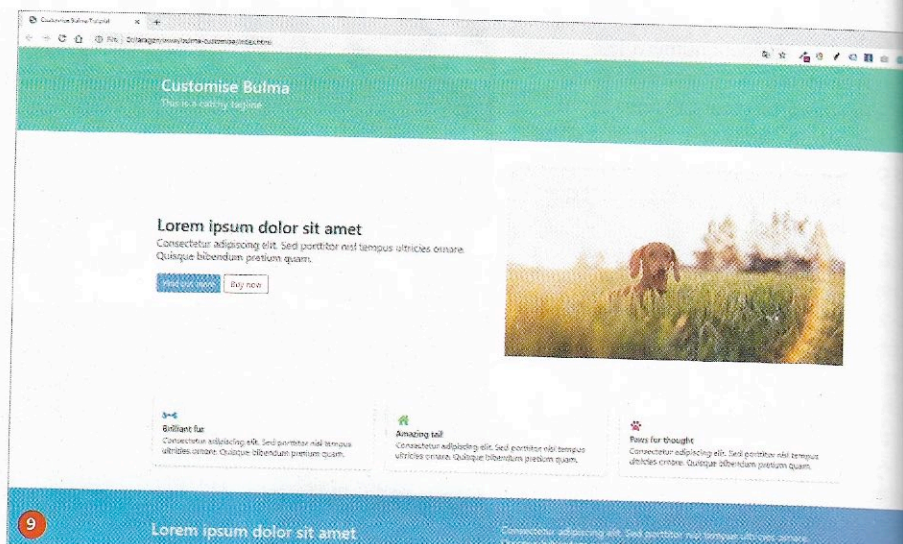 Customise Bulma Tutorial
Customise Bulma
This is a catchy tagline
Lorem ipsum dolor sit amet
Consectetur adipiscing elit. Sed porttitor nisl tempus ultricies ornare.
Quisque bibendum pretium quam.
Find out more Buy now
Brilliant fur
Consectetur adipiscing elit. Sed porttitor nisl tempus
ultricies ornare. Quisque bibendum pretium quam.
Amazing tail
Consectetur adipiscing elit. Sed porttitor nisl tempus
ultricies ornare. Quisque bibendum pretium quam.
Paws for thought
Consectetur adipiscing elit. Sed porttitor nisl tempus
ultricies ornare. Quisque bibendum pretium quam.
9
Lorem ipsum dolor sit amet
Consectetur adipiscing elit. Sed porttitor nisl tempus ultricies ornare.